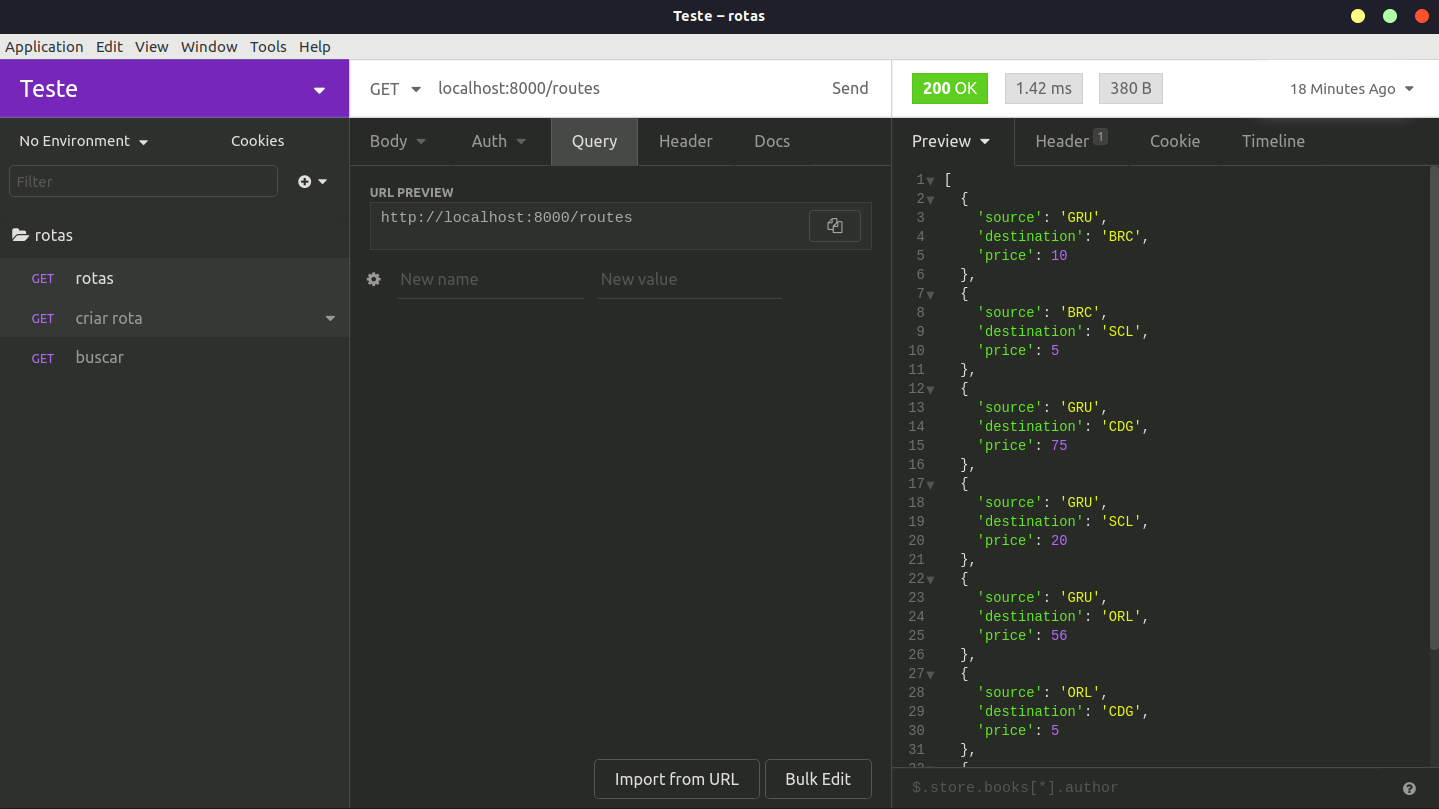 Teste – rotas
Application Edit View Window Tools Help
Teste
No Environment Cookies
Filter
rotas
GET rotas
GET criar rota
GET buscar
GET localhost:8000/routes Send
Body Auth Query Header Docs
URL PREVIEW
http://localhost:8000/routes
New name New value
Import from URL Bulk Edit
200 OK 1.42 ms 380 B 18 Minutes Ago
Preview Header 1 Cookie Timeline
1 [
2 {
3 'source': 'GRU',
4 'destination': 'BRC',
5 'price': 10
6 },
7 {
8 'source': 'BRC',
9 'destination': 'SCL',
10 'price': 5
11 },
12 {
13 'source': 'GRU',
14 'destination': 'CDG',
15 'price': 75
16 },
17 {
18 'source': 'GRU',
19 'destination': 'SCL',
20 'price': 20
21 },
22 {
23 'source': 'GRU',
24 'destination': 'ORL',
25 'price': 56
26 },
27 {
28 'source': 'ORL',
29 'destination': 'CDG',
30 'price': 5
31 },
32 {
$.store.books[*].author